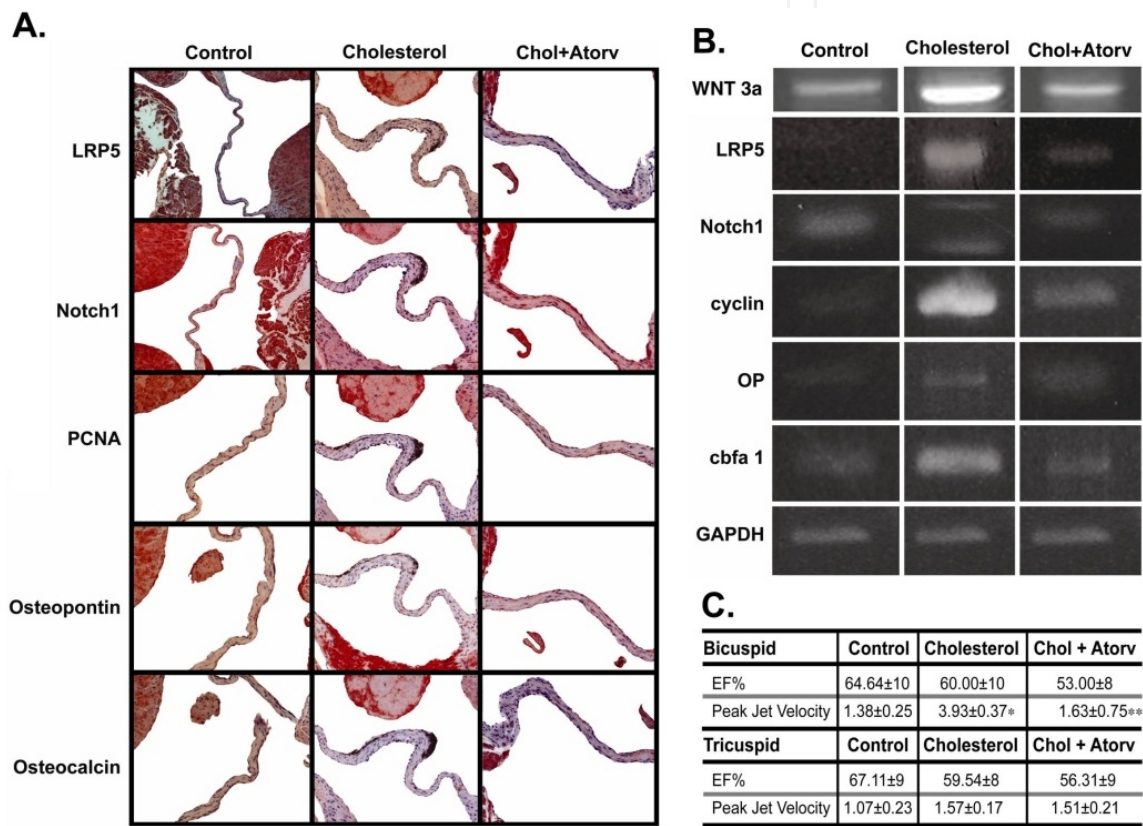 A.
Control Cholesterol Chol+Atorv
LRP5
Notch1
PCNA
Osteopontin
Osteocalcin
B.
Control Cholesterol Chol+Atorv
WNT 3a
LRP5
Notch1
cyclin
OP
cbfa 1
GAPDH
C.
Bicuspid Control Cholesterol Chol + Atorv
EF% 64.64±10 60.00±10 53.00±8
Peak Jet Velocity 1.38±0.25 3.93±0.37* 1.63±0.75**
Tricuspid Control Cholesterol Chol + Atorv
EF% 67.11±9 59.54±8 56.31±9
Peak Jet Velocity 1.07±0.23 1.57±0.17 1.51±0.21